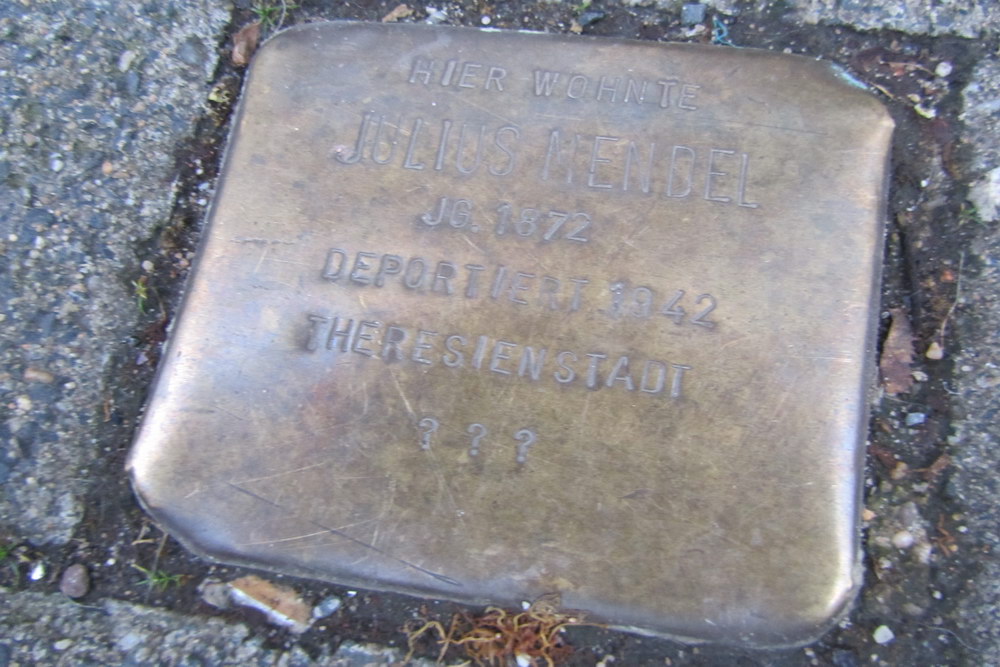 HIER WOHNTE
JULIUS MENDEL
JG. 1872
DEPORTIERT 1942
THERESIENSTADT
? ? ?